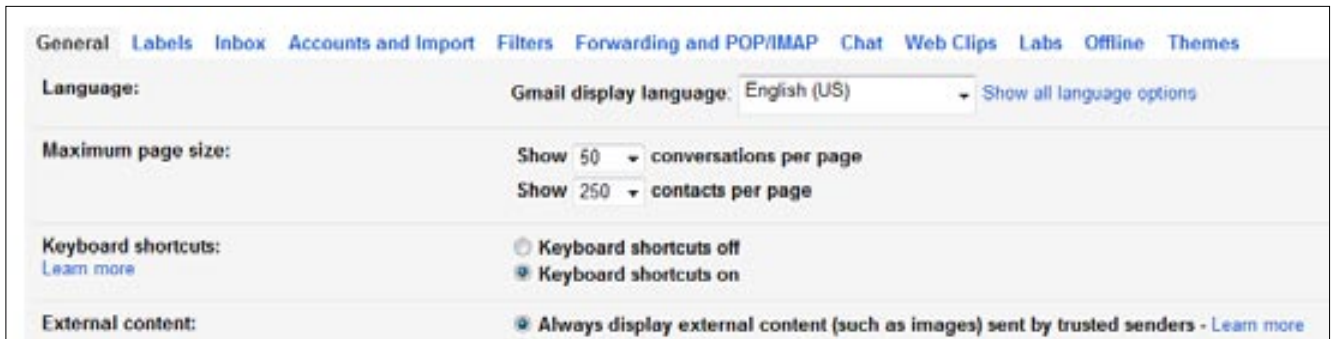 General Labels Inbox Accounts and Import Filters Forwarding and POP/IMAP Chat Web Clips Labs Offline Themes
Language: Gmail display language: English (US) Show all language options
Maximum page size: Show 50 conversations per page
Show 250 contacts per page
Keyboard shortcuts: Keyboard shortcuts off
Learn more Keyboard shortcuts on
External content: Always display external content (such as images) sent by trusted senders - Learn more